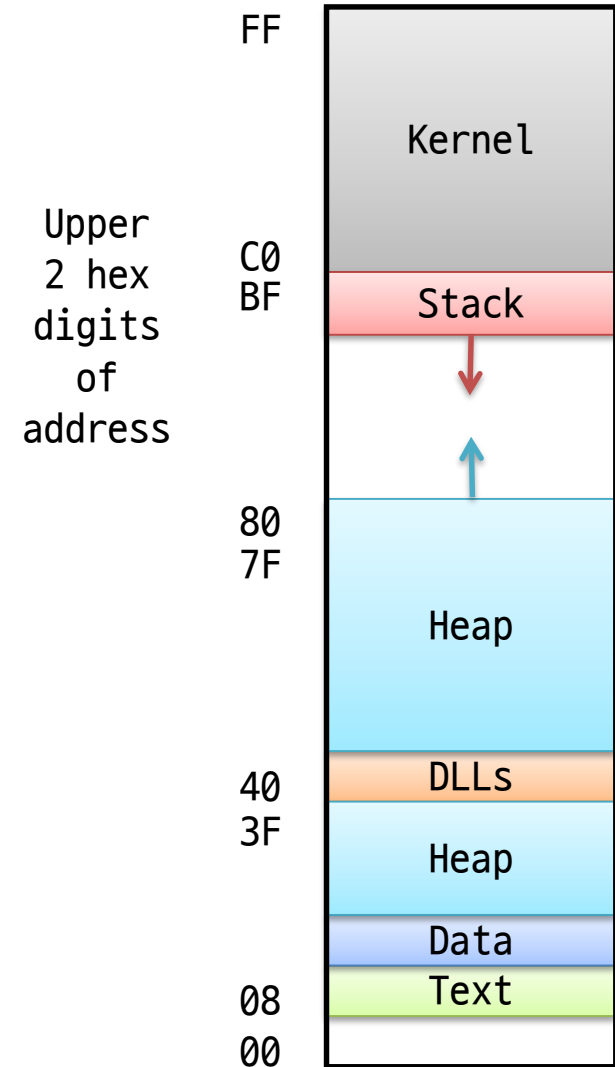 FF
Kernel
Upper
2 hex
digits
of
address
C0
BF
Stack
80
7F
Heap
DLLs
40
3F
Heap
Data
Text
08
00